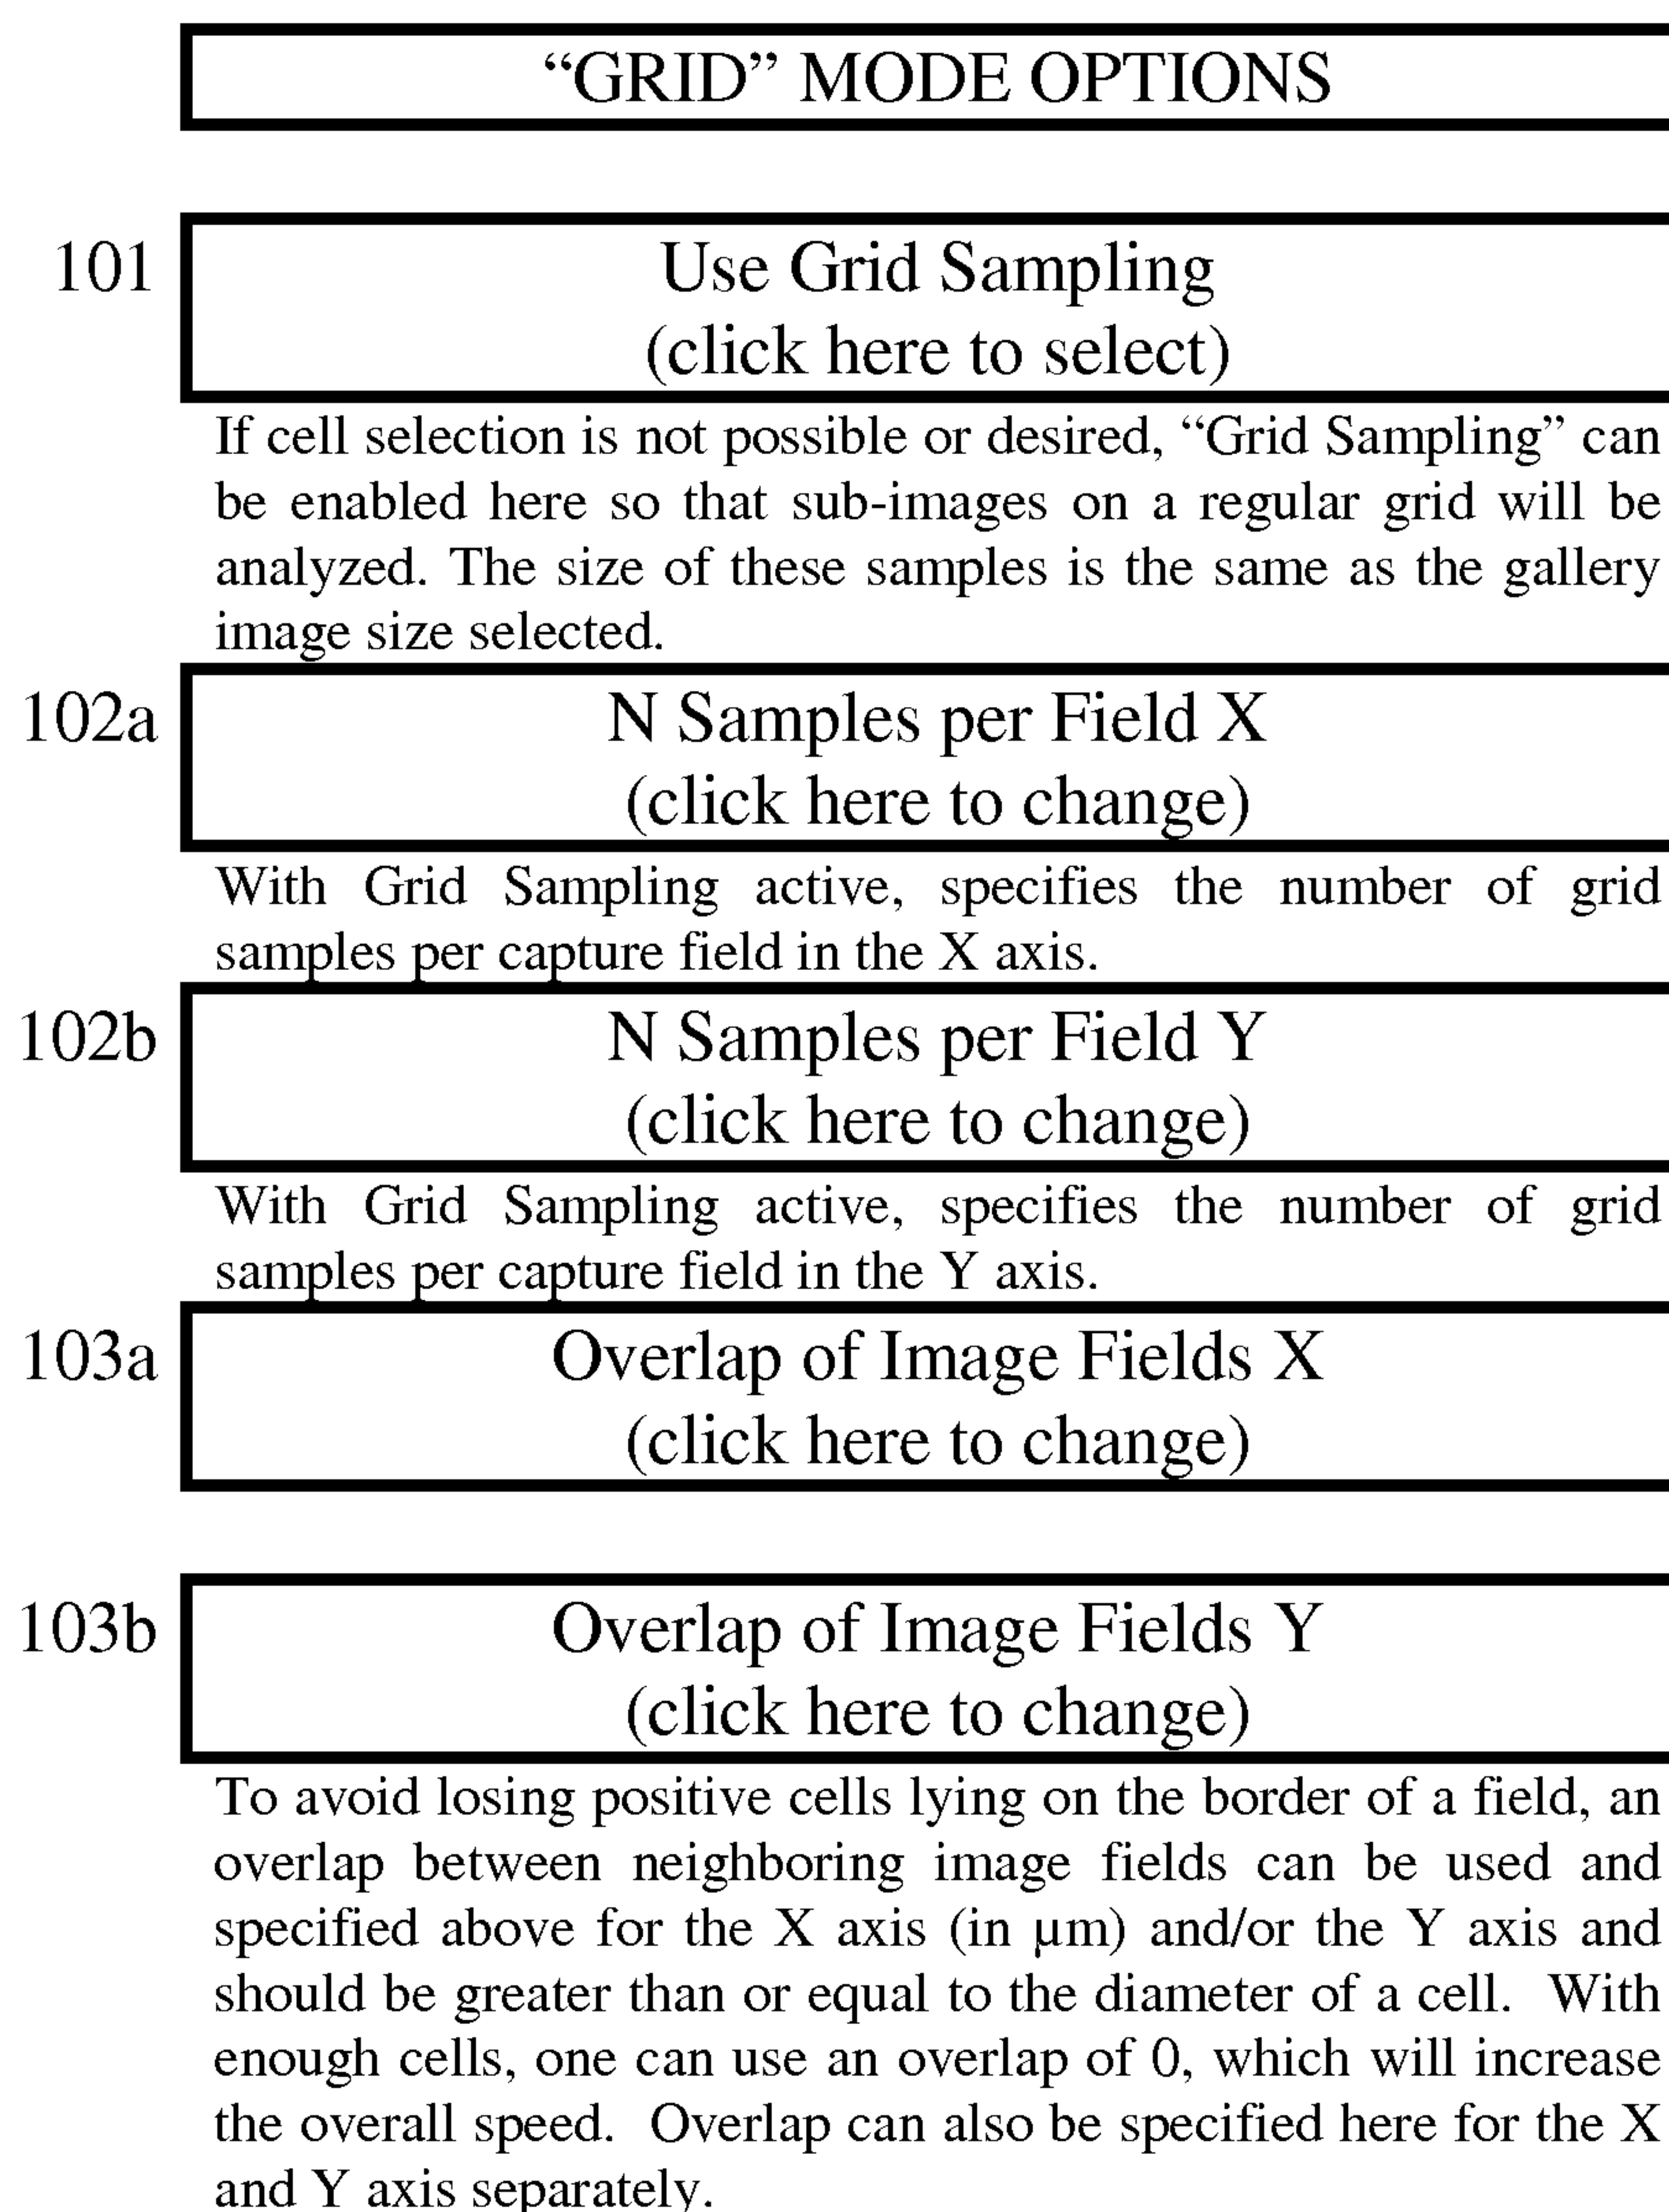 “GRID” MODE OPTIONS
101
Use Grid Sampling
(click here to select)
If cell selection is not possible or desired, “Grid Sampling” can
be enabled here so that sub-images on a regular grid will be
analyzed. The size of these samples is the same as the gallery
image size selected.
102a
N Samples per Field X
(click here to change)
With Grid Sampling active, specifies the number of grid
samples per capture field in the X axis.
102b
N Samples per Field Y
(click here to change)
With Grid Sampling active, specifies the number of grid
samples per capture field in the Y axis.
103a
Overlap of Image Fields X
(click here to change)
103b
Overlap of Image Fields Y
(click here to change)
To avoid losing positive cells lying on the border of a field, an
overlap between neighboring image fields can be used and
specified above for the X axis (in µm) and/or the Y axis and
should be greater than or equal to the diameter of a cell.  With
enough cells, one can use an overlap of 0, which will increase
the overall speed.  Overlap can also be specified here for the X
and Y axis separately.